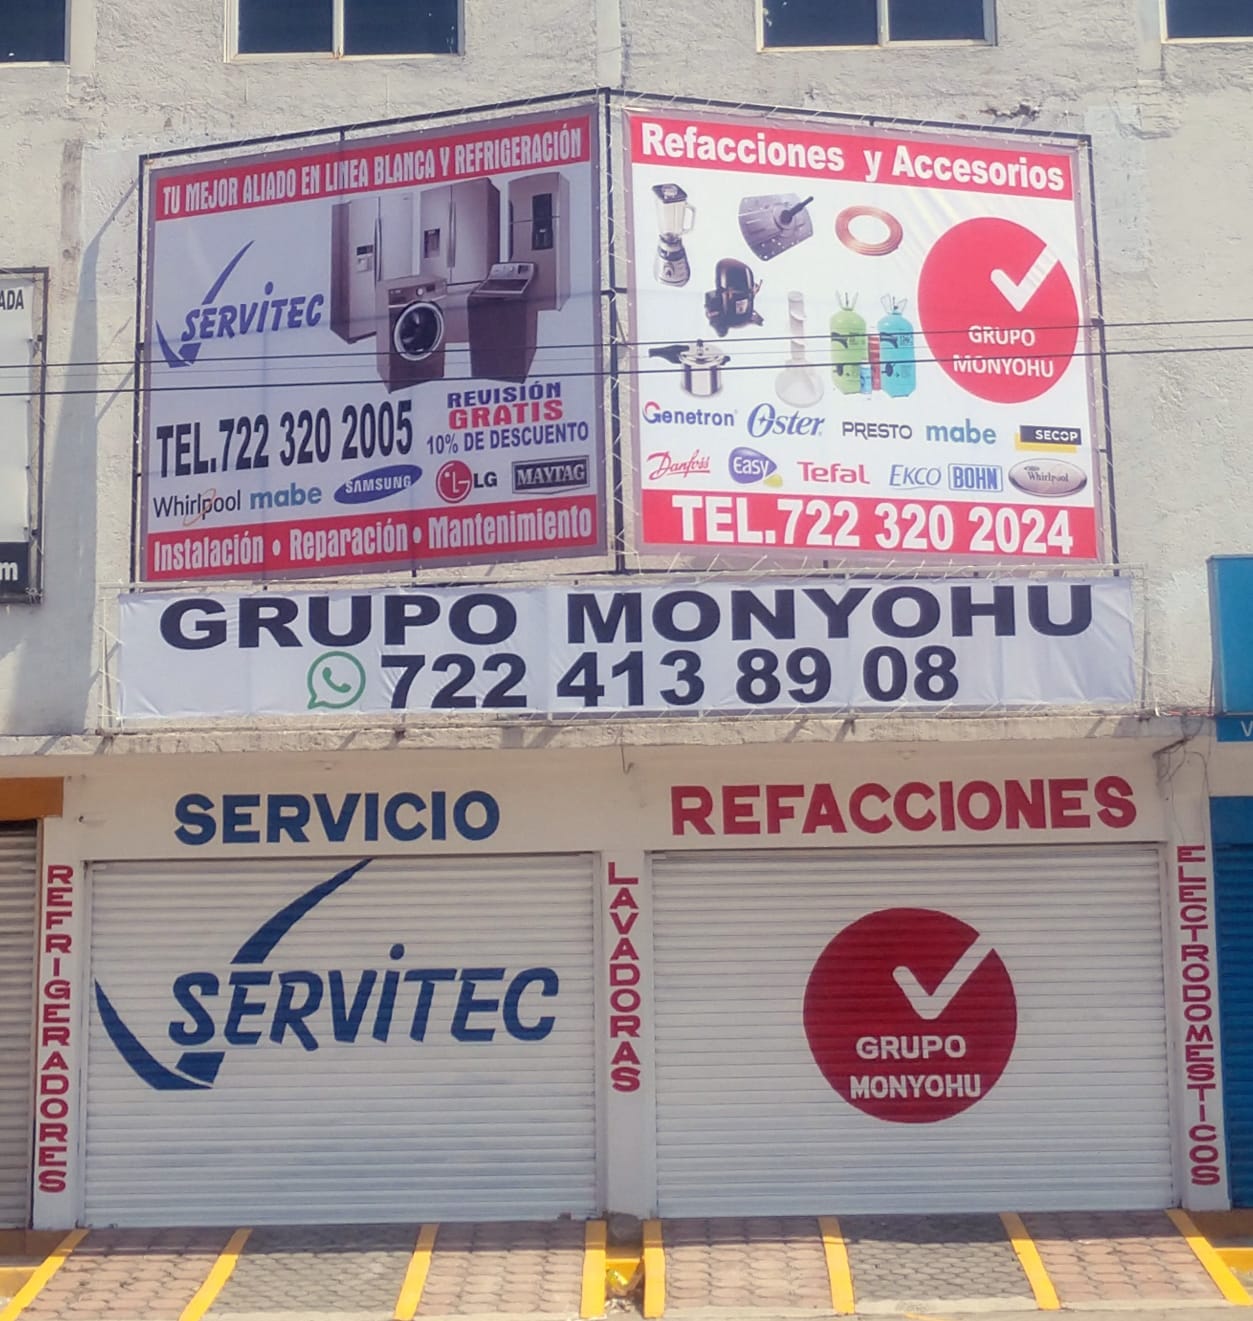 TU MEJOR ALIADO EN LINEA BLANCA Y REFRIGERACIÓN
SERVITEC
REVISIÓN
GRATIS
10% DE DESCUENTO
TEL.722 320 2005
Whirlpool mabe SAMSUNG LG MAYTAG
Instalación • Reparación • Mantenimiento
Refacciones y Accesorios
GRUPO
MONYOHU
Genetron Oster PRESTO mabe SECOP
Danfoss Easy Tefal EKCO BOHN Whirlpool
TEL.722 320 2024
GRUPO MONYOHU
722 413 89 08
SERVICIO
REFACCIONES
REFRIGERADORES
SERVITEC
LAVADORAS
GRUPO
MONYOHU
ELECTRODOMESTICOS
ADA
m
V